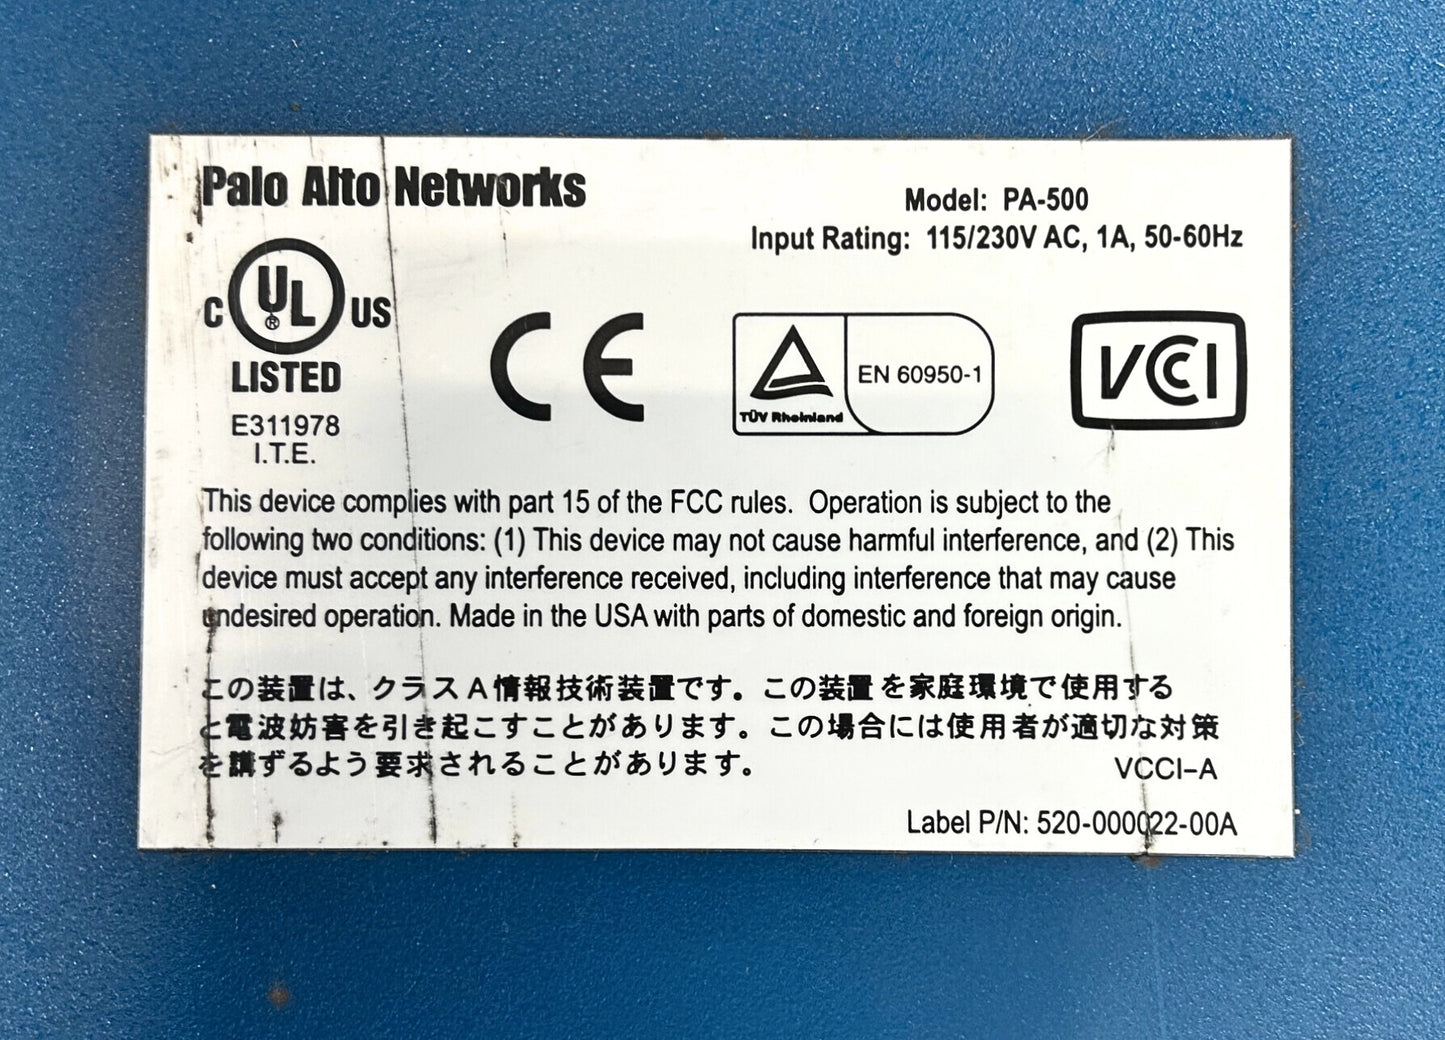 Palo Alto Networks
Model: PA-500
Input Rating: 115/230V AC, 1A, 50-60Hz
C UL ® US
LISTED
E311978
I.T.E.
CE
TÜV Rheinland
EN 60950-1
VCCI
This device complies with part 15 of the FCC rules. Operation is subject to the
following two conditions: (1) This device may not cause harmful interference, and (2) This
device must accept any interference received, including interference that may cause
undesired operation. Made in the USA with parts of domestic and foreign origin.
この装置は、クラスA情報技術装置です。この装置を家庭環境で使用する
と電波妨害を引き起こすことがあります。この場合には使用者が適切な対策
を講ずるよう要求されることがあります。
VCCI-A
Label P/N: 520-000022-00A